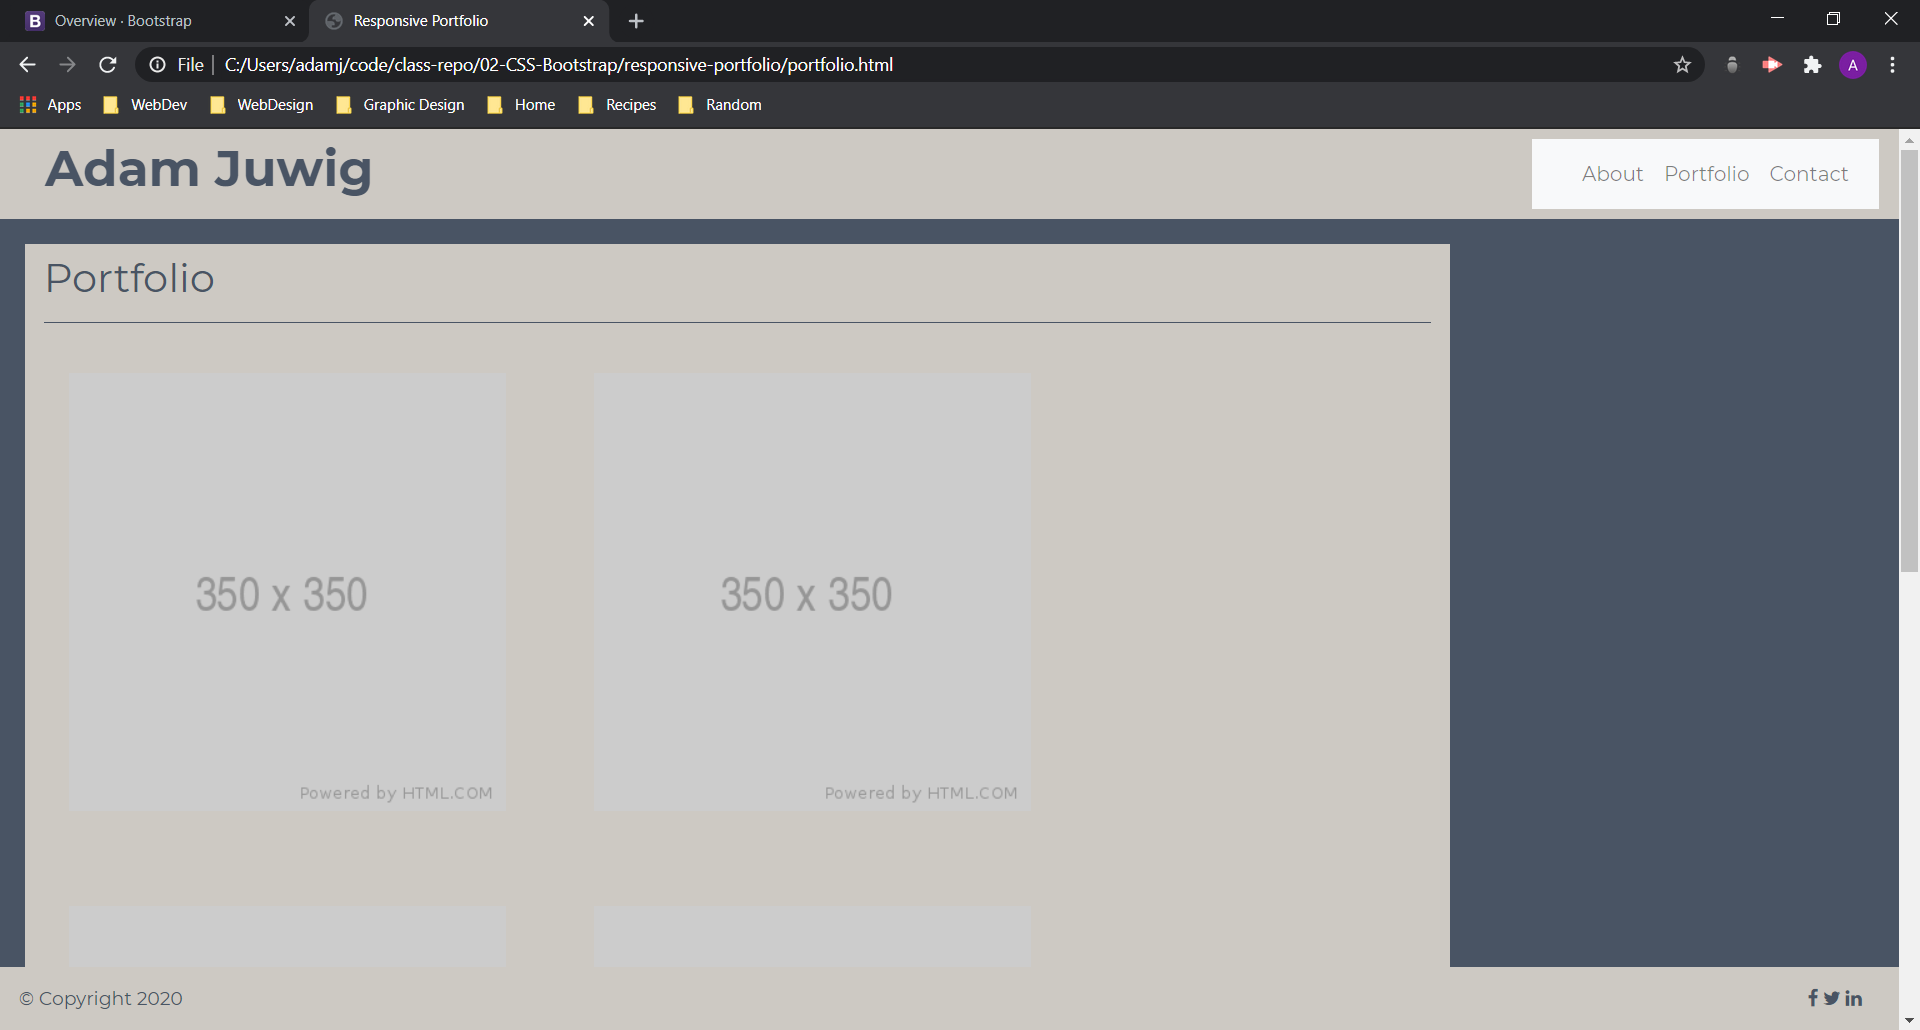 Overview · Bootstrap
Responsive Portfolio
File C:/Users/adamj/code/class-repo/02-CSS-Bootstrap/responsive-portfolio/portfolio.html
A
Apps WebDev WebDesign Graphic Design Home Recipes Random
Adam Juwig
About Portfolio Contact
Portfolio
350 x 350
Powered by HTML.COM
350 x 350
Powered by HTML.COM
© Copyright 2020